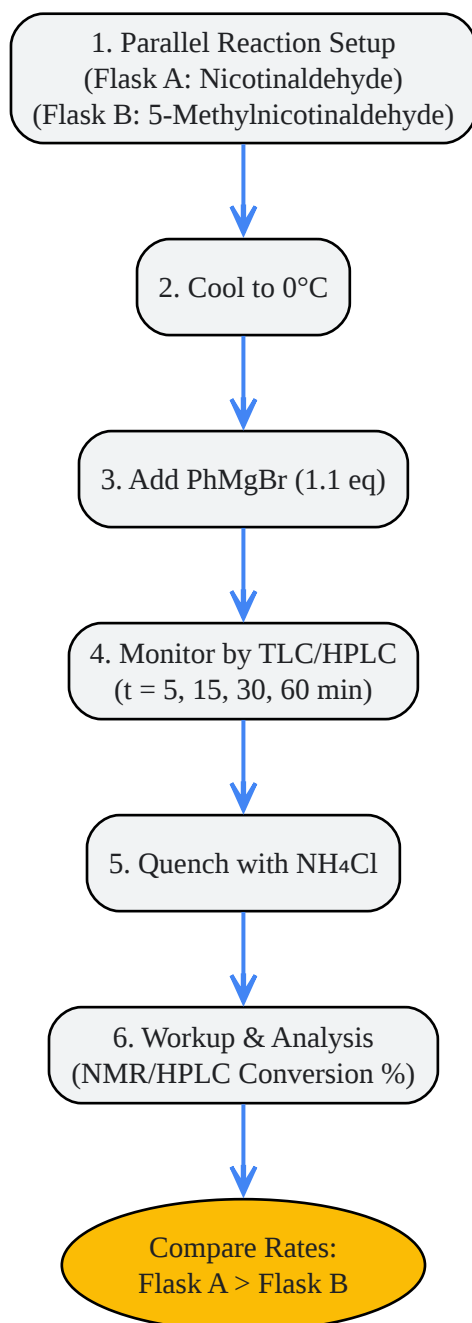 1. Parallel Reaction Setup
(Flask A: Nicotinaldehyde)
(Flask B: 5-Methylnicotinaldehyde)
2. Cool to 0°C
3. Add PhMgBr (1.1 eq)
4. Monitor by TLC/HPLC
(t = 5, 15, 30, 60 min)
5. Quench with NH₄Cl
6. Workup & Analysis
(NMR/HPLC Conversion %)
Compare Rates:
Flask A > Flask B